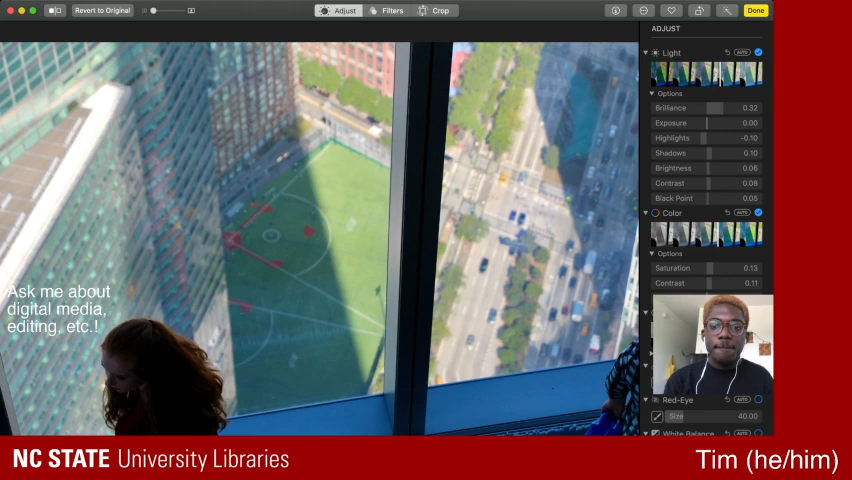 Revert to Original
Adjust
Filters
Crop
Done
ADJUST
Light
AUTO
Options
Brilliance 0.32
Exposure 0.00
Highlights -0.10
Shadows 0.10
Brightness 0.06
Contrast 0.08
Black Point 0.05
Color
AUTO
Options
Saturation 0.13
Contrast 0.11
Red-Eye
AUTO
Size 40.00
White Balance
AUTO
Ask me about
digital media,
editing, etc.!
NC STATE University Libraries
Tim (he/him)